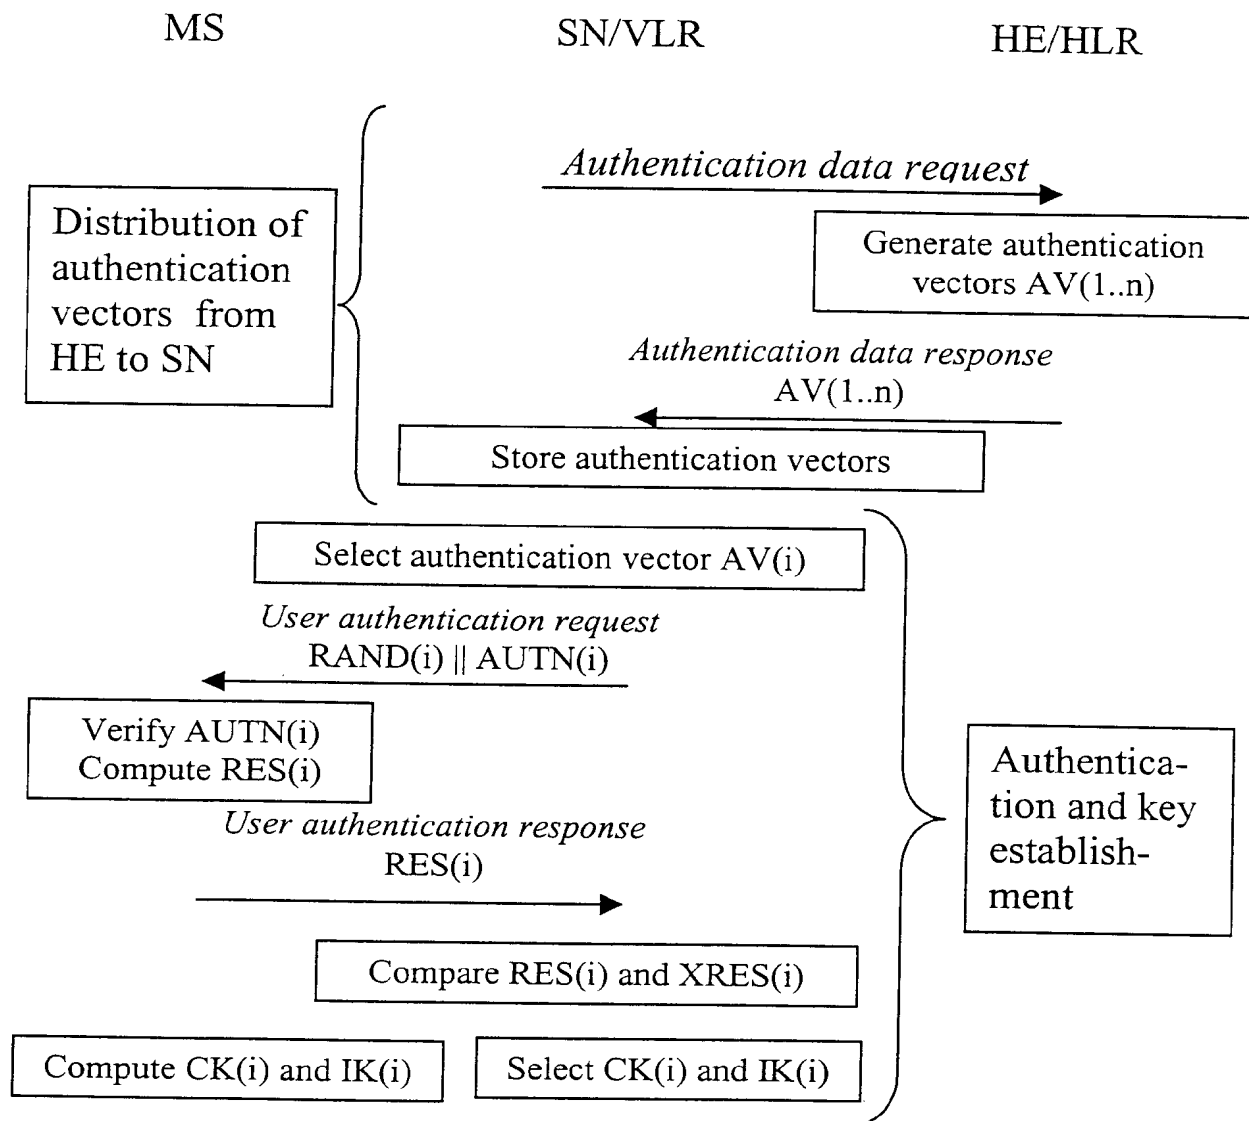 MS
SN/VLR
HE/HLR
Authentication data request
Distribution of
authentication
vectors from
HE to SN
Generate authentication
vectors AV(1..n)
Authentication data response
AV(1..n)
Store authentication vectors
Select authentication vector AV(i)
User authentication request
RAND(i) || AUTN(i)
Verify AUTN(i)
Compute RES(i)
User authentication response
RES(i)
Authentica-
tion and key
establish-
ment
Compare RES(i) and XRES(i)
Compute CK(i) and IK(i)
Select CK(i) and IK(i)